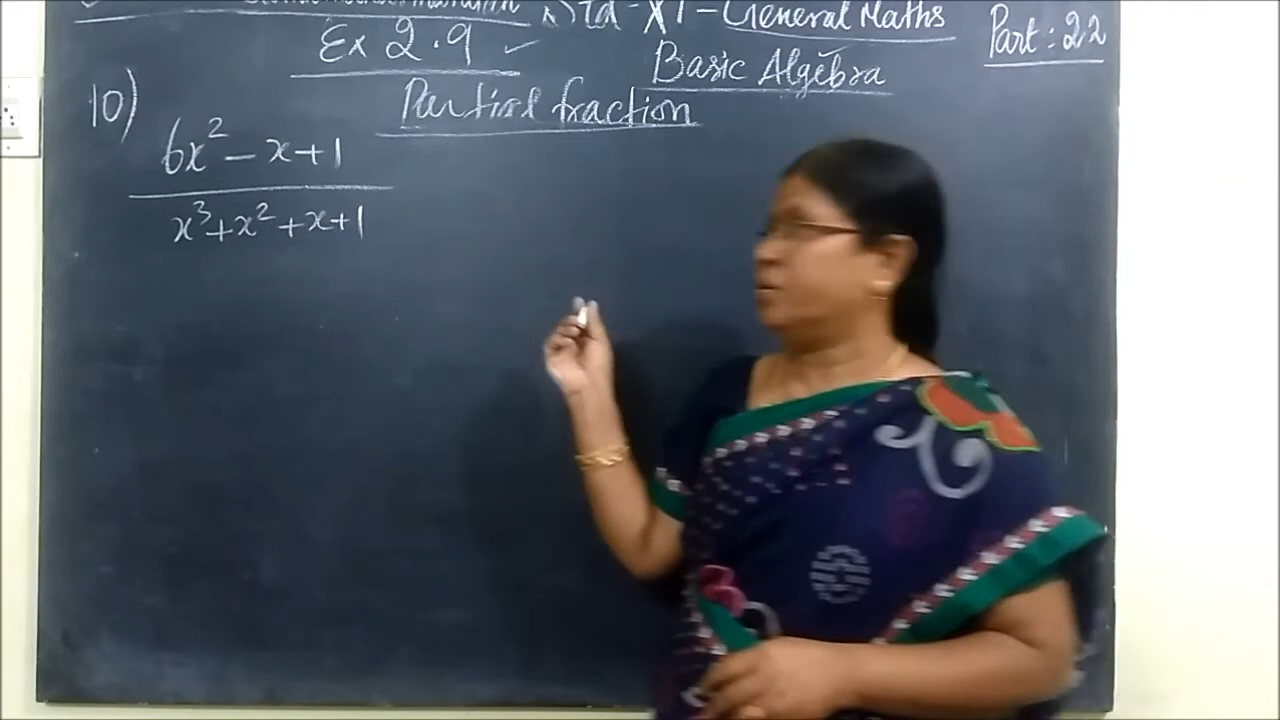 Std - XI - General Maths
Part : 22
Ex 2.9 ✓
Basic Algebra
Partial fraction
10)
6x² - x + 1
x³ + x² + x + 1